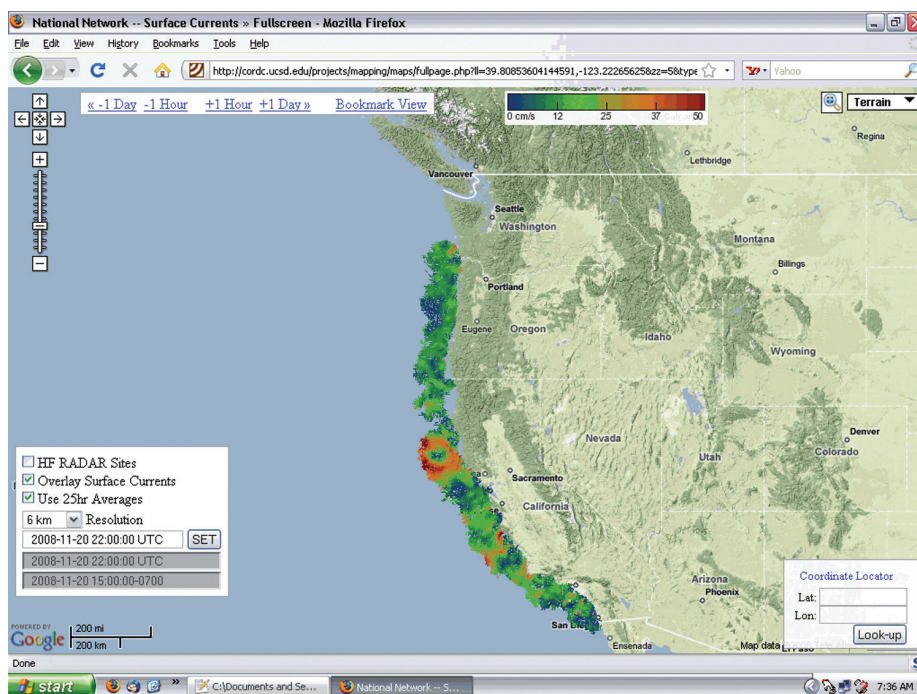 National Network -- Surface Currents » Fullscreen - Mozilla Firefox
File Edit View History Bookmarks Tools Help
http://cordc.ucsd.edu/projects/mapping/maps/fullpage.php?ll=39.80853604144591,-123.22265625&zz=5&type
Yahoo
« -1 Day -1 Hour +1 Hour +1 Day » Bookmark View
0 cm/s 12 25 37 50
Terrain
Regina
Lethbridge
Vancouver
Seattle
Washington
Montana
Billings
Portland
Eugene
Oregon
Idaho
Wyoming
Nevada
Utah
Denver
Colorado
Sacramento
California
Arizona
Phoenix
San
Ensenada
HF RADAR Sites
Overlay Surface Currents
Use 25hr Averages
6 km Resolution
2008-11-20 22:00:00 UTC SET
2008-11-20 22:00:00 UTC
2008-11-20 15:00:00-0700
Coordinate Locator
Lat:
Lon:
Look-up
POWERED BY
Google
200 mi
200 km
Map data
Done
start
C:\Documents and Se...
National Network -- S...
7:36 AM